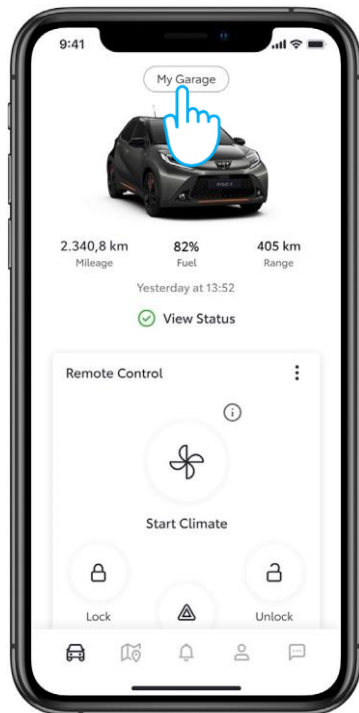 9:41
My Garage
2.340,8 km 82% 405 km
Mileage Fuel Range
Yesterday at 13:52
View Status
Remote Control
Start Climate
Lock Unlock